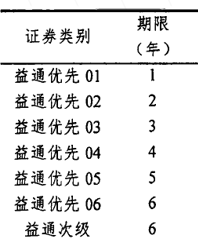 证券类别 期限
(年)
益通优先 01 1
益通优先 02 2
益通优先 03 3
益通优先 04 4
益通优先 05 5
益通优先 06 6
益通次级 6